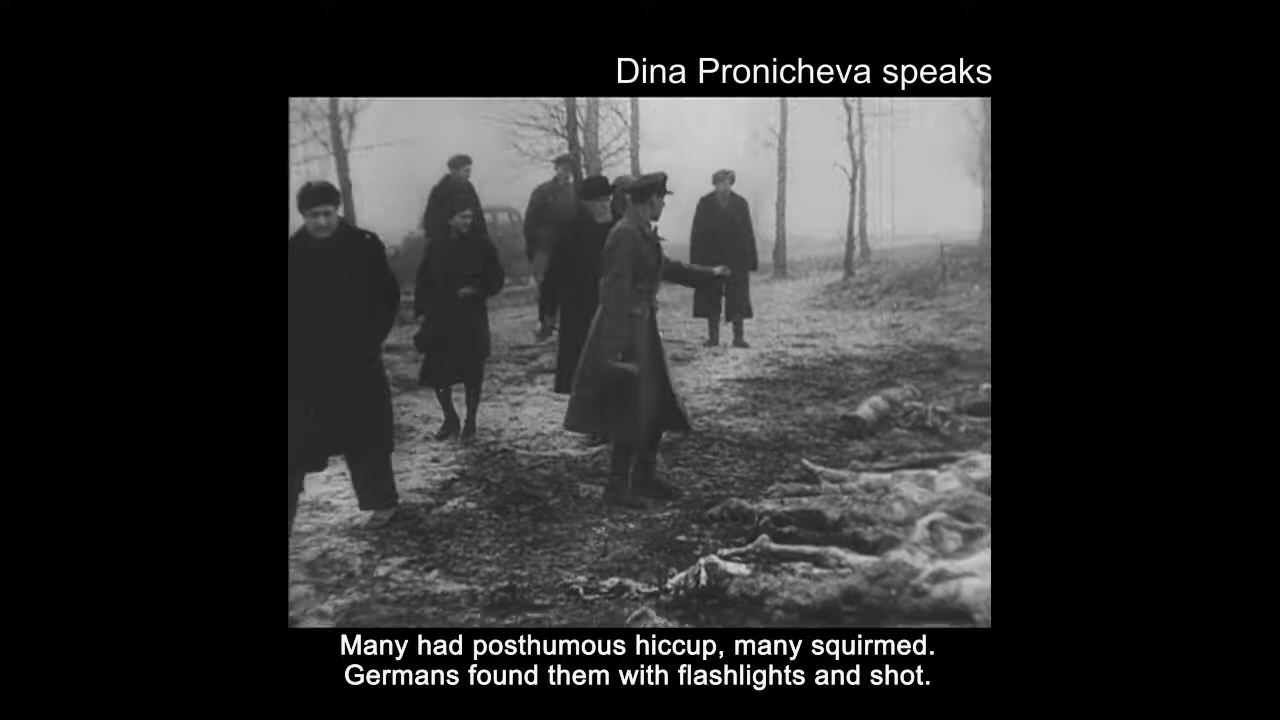 Dina Pronicheva speaks
Many had posthumous hiccup, many squirmed.
Germans found them with flashlights and shot.